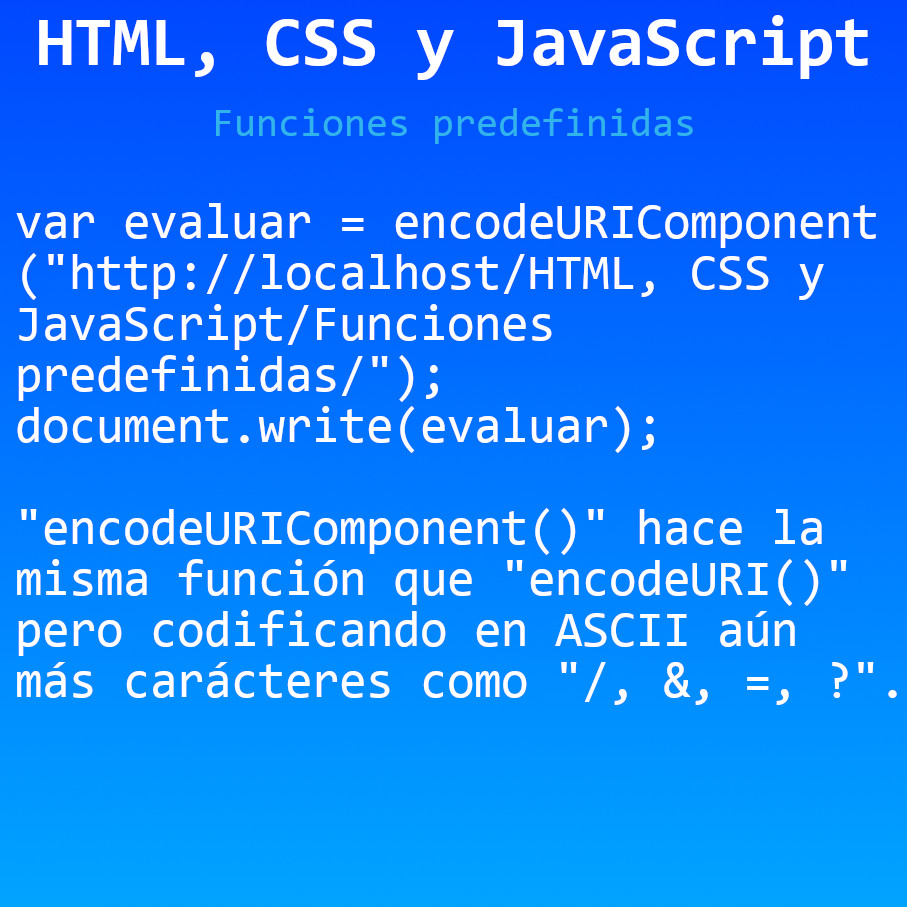 HTML, CSS y JavaScript
Funciones predefinidas
var evaluar = encodeURIComponent
("http://localhost/HTML, CSS y
JavaScript/Funciones
predefinidas/");
document.write(evaluar);
"encodeURIComponent()" hace la
misma función que "encodeURI()"
pero codificando en ASCII aún
más carácteres como "/, &, =, ?".